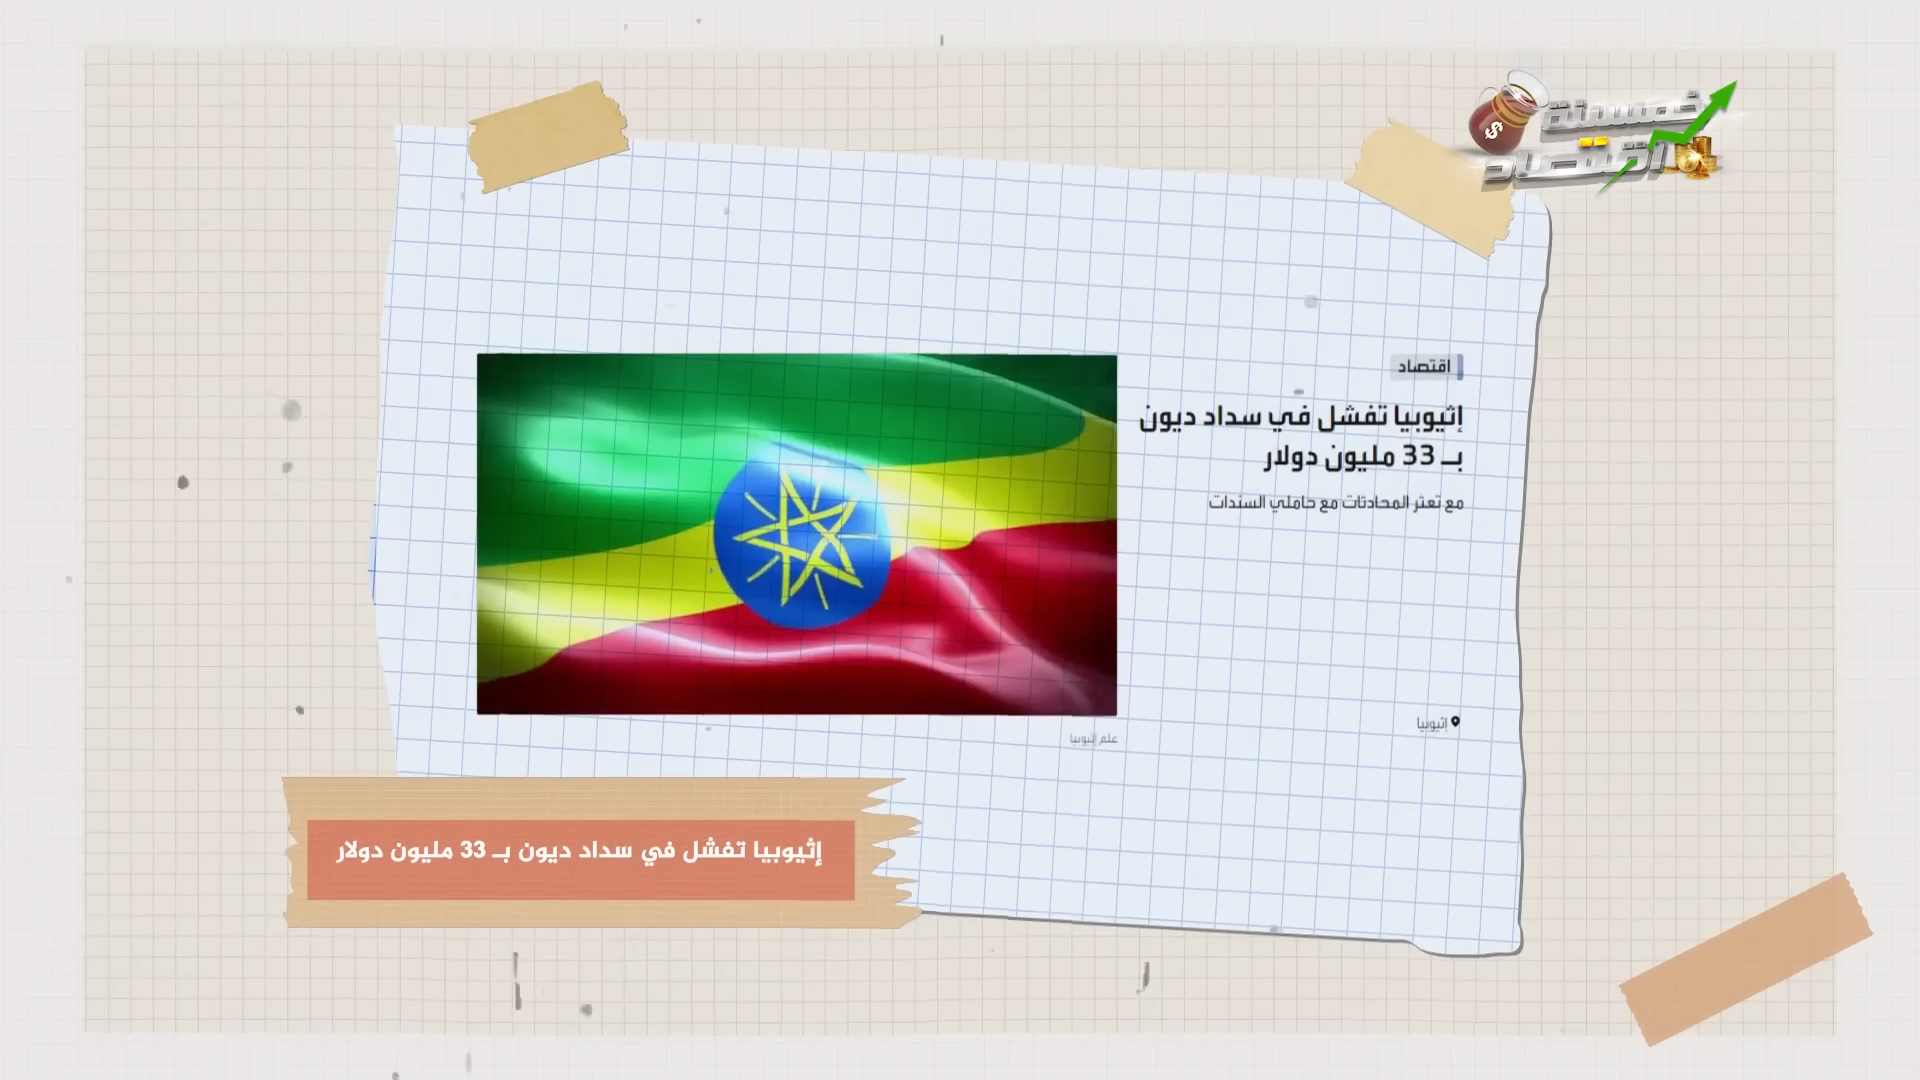 خمسنة
اقتصاد
اقتصاد
إثيوبيا تفشل في سداد ديون
بـ 33 مليون دولار
مع تعثر المحادثات مع حاملي السندات
إثيوبيا
علم إثيوبيا
إثيوبيا تفشل في سداد ديون بـ 33 مليون دولار